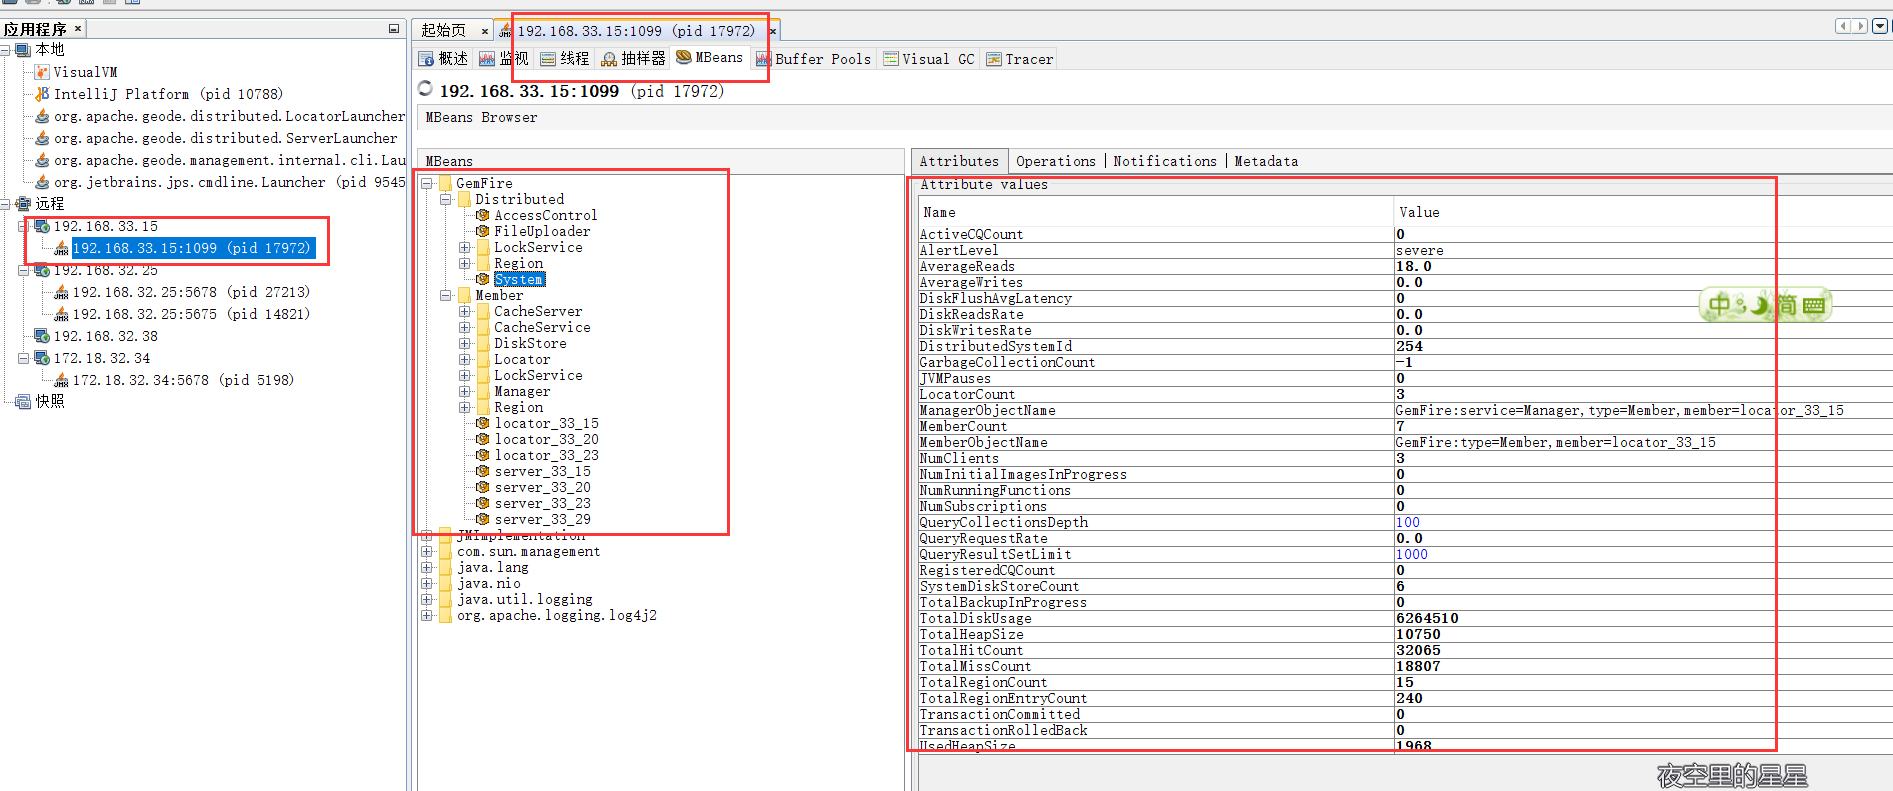 应用程序 ×
本地
VisualVM
IntelliJ Platform (pid 10788)
org.apache.geode.distributed.LocatorLauncher
org.apache.geode.distributed.ServerLauncher
org.apache.geode.management.internal.cli.Lau
org.jetbrains.jps.cmdline.Launcher (pid 9545
远程
192.168.33.15
192.168.33.15:1099 (pid 17972)
192.168.32.25
192.168.32.25:5678 (pid 27213)
192.168.32.25:5675 (pid 14821)
192.168.32.38
172.18.32.34
172.18.32.34:5678 (pid 5198)
快照
起始页 × 192.168.33.15:1099 (pid 17972) ×
概述 监视 线程 抽样器 MBeans Buffer Pools Visual GC Tracer
192.168.33.15:1099 (pid 17972)
MBeans Browser
MBeans
GemFire
Distributed
AccessControl
FileUploader
LockService
Region
System
Member
CacheServer
CacheService
DiskStore
Locator
LockService
Manager
Region
locator_33_15
locator_33_20
locator_33_23
server_33_15
server_33_20
server_33_23
server_33_29
JMImplementation
com.sun.management
java.lang
java.nio
java.util.logging
org.apache.logging.log4j2
Attributes Operations Notifications Metadata
Attribute values
Name Value
ActiveCQCount 0
AlertLevel severe
AverageReads 18.0
AverageWrites 0.0
DiskFlushAvgLatency 0
DiskReadsRate 0.0
DiskWritesRate 0.0
DistributedSystemId 254
GarbageCollectionCount -1
JVMPauses 0
LocatorCount 3
ManagerObjectName GemFire:service=Manager,type=Member,member=locator_33_15
MemberCount 7
MemberObjectName GemFire:type=Member,member=locator_33_15
NumClients 3
NumInitialImagesInProgress 0
NumRunningFunctions 0
NumSubscriptions 0
QueryCollectionsDepth 100
QueryRequestRate 0.0
QueryResultSetLimit 1000
RegisteredCQCount 0
SystemDiskStoreCount 6
TotalBackupInProgress 0
TotalDiskUsage 6264510
TotalHeapSize 10750
TotalHitCount 32065
TotalMissCount 18807
TotalRegionCount 15
TotalRegionEntryCount 240
TransactionCommitted 0
TransactionRolledBack 0
UsedHeapSize 1968
中 简
夜空里的星星